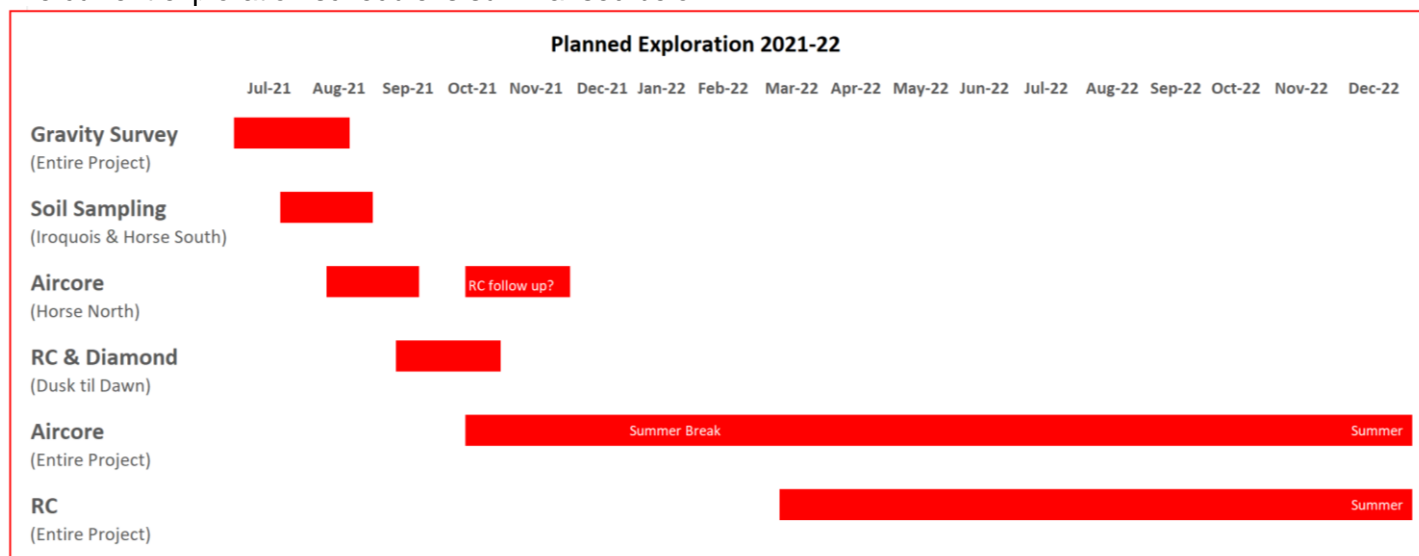 Planned Exploration 2021-22
Jul-21 Aug-21 Sep-21 Oct-21 Nov-21 Dec-21 Jan-22 Feb-22 Mar-22 Apr-22 May-22 Jun-22 Jul-22 Aug-22 Sep-22 Oct-22 Nov-22 Dec-22
Gravity Survey
(Entire Project)
Soil Sampling
(Iroquois & Horse South)
Aircore
RC follow up?
(Horse North)
RC & Diamond
(Dusk til Dawn)
Aircore
Summer Break Summer
(Entire Project)
RC
Summer
(Entire Project)